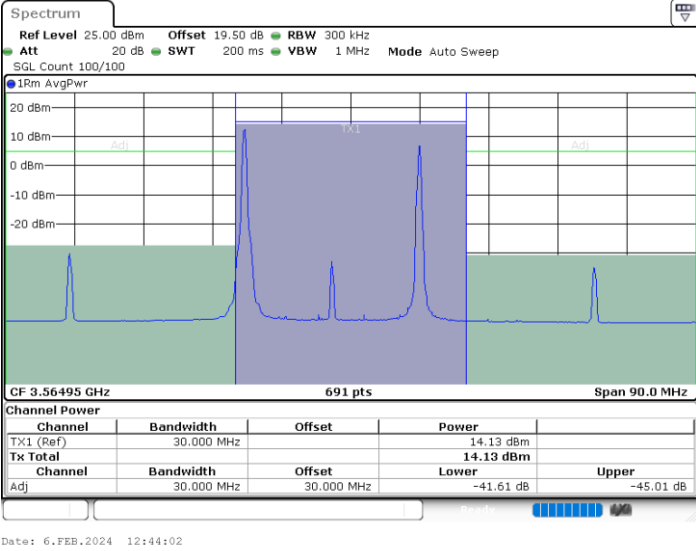 Spectrum
Ref Level 25.00 dBm Offset 19.50 dB RBW 300 kHz
Att 20 dB SWT 200 ms VBW 1 MHz Mode Auto Sweep
SGL Count 100/100
1Rm AvgPwr
20 dBm
TX1
10 dBm
Adj Adj
0 dBm
-10 dBm
-20 dBm
CF 3.56495 GHz 691 pts Span 90.0 MHz
Channel Power
Channel Bandwidth Offset Power
TX1 (Ref) 30.000 MHz 14.13 dBm
Tx Total 14.13 dBm
Channel Bandwidth Offset Lower Upper
Adj 30.000 MHz 30.000 MHz -41.61 dB -45.01 dB
Ready
Date: 6.FEB.2024 12:44:02